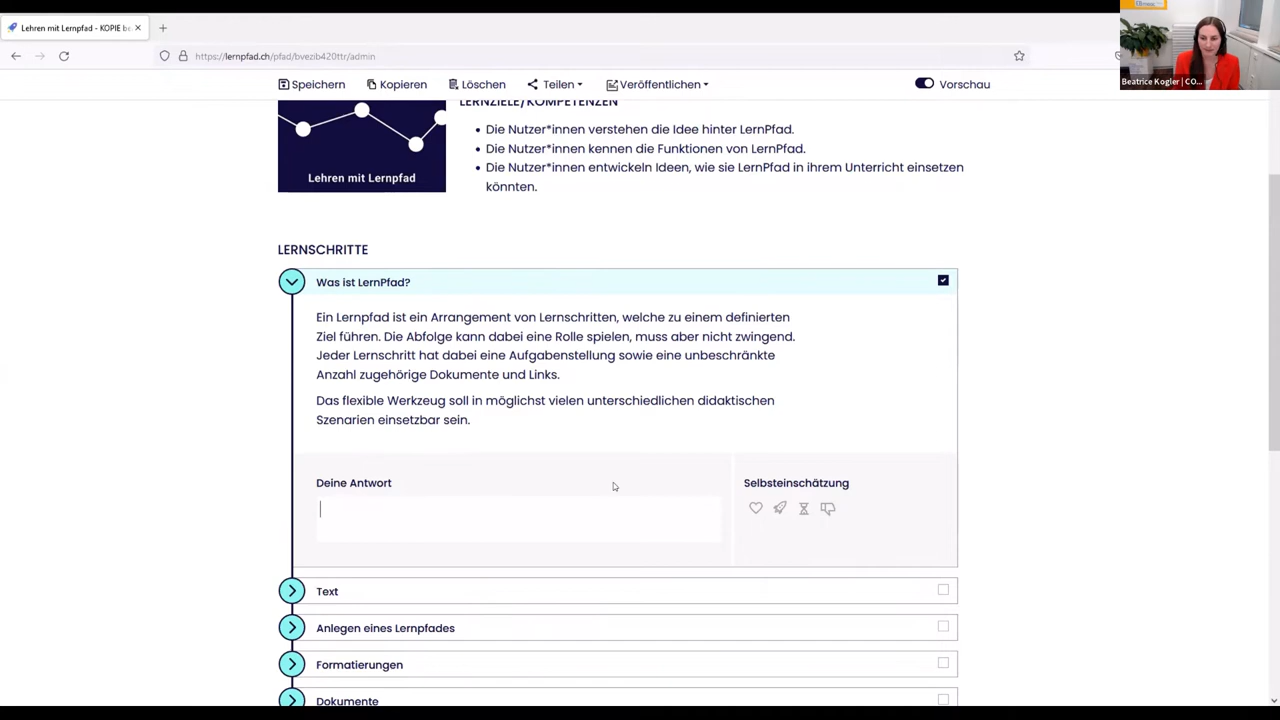 Lehren mit Lernpfad - KOPIE be
https://lernpfad.ch/pfad/bvezib420ttr/admin
Beatrice Kogler | CO...
Speichern Kopieren Löschen Teilen Veröffentlichen Vorschau
LERNZIELE/KOMPETENZEN
Die Nutzer*innen verstehen die Idee hinter LernPfad.
Die Nutzer*innen kennen die Funktionen von LernPfad.
Die Nutzer*innen entwickeln Ideen, wie sie LernPfad in ihrem Unterricht einsetzen
könnten.
Lehren mit Lernpfad
LERNSCHRITTE
Was ist LernPfad?
Ein Lernpfad ist ein Arrangement von Lernschritten, welche zu einem definierten
Ziel führen. Die Abfolge kann dabei eine Rolle spielen, muss aber nicht zwingend.
Jeder Lernschritt hat dabei eine Aufgabenstellung sowie eine unbeschränkte
Anzahl zugehörige Dokumente und Links.
Das flexible Werkzeug soll in möglichst vielen unterschiedlichen didaktischen
Szenarien einsetzbar sein.
Deine Antwort
Selbsteinschätzung
Text
Anlegen eines Lernpfades
Formatierungen
Dokumente